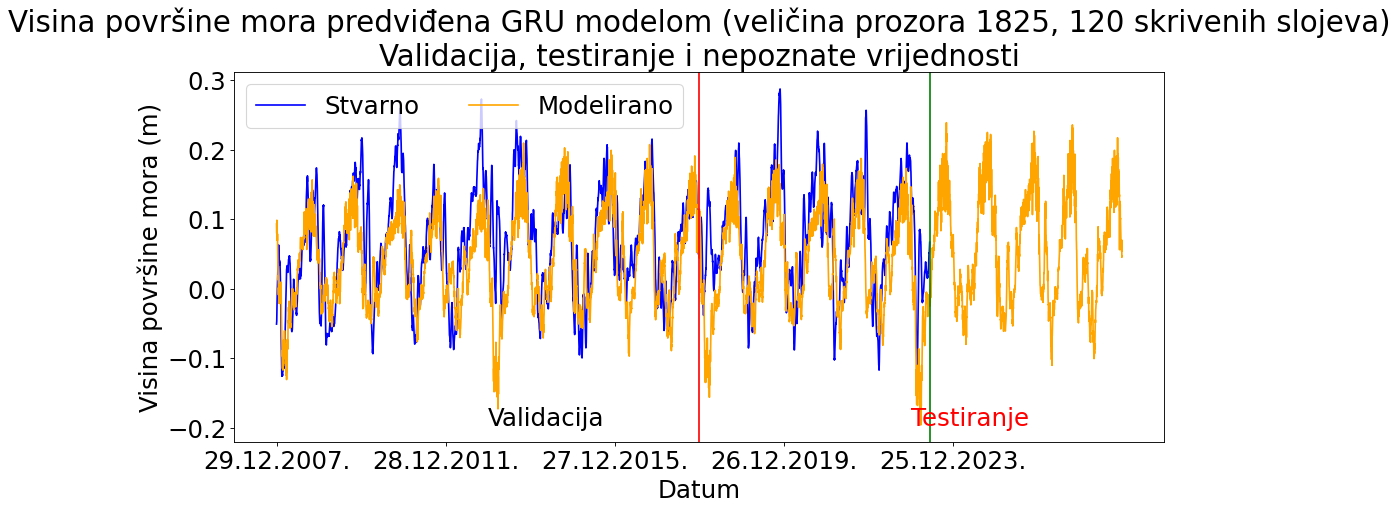 Visina površine mora predviđena GRU modelom (veličina prozora 1825, 120 skrivenih slojeva)
Validacija, testiranje i nepoznate vrijednosti
Stvarno
Modelirano
Visina površine mora (m)
0.3
0.2
0.1
0.0
−0.1
−0.2
Validacija
Testiranje
29.12.2007.
28.12.2011.
27.12.2015.
26.12.2019.
25.12.2023.
Datum